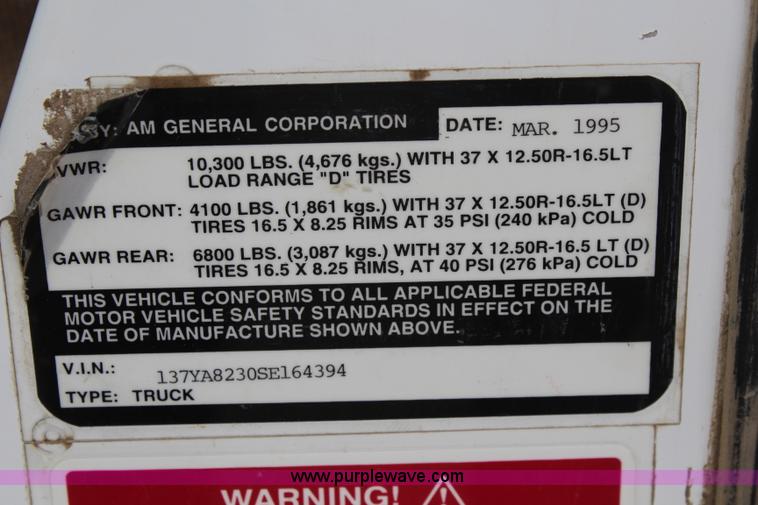 BY: AM GENERAL CORPORATION DATE: MAR. 1995
VWR: 10,300 LBS. (4,676 kgs.) WITH 37 X 12.50R-16.5LT
LOAD RANGE "D" TIRES
GAWR FRONT: 4100 LBS. (1,861 kgs.) WITH 37 X 12.50R-16.5LT (D)
TIRES 16.5 X 8.25 RIMS AT 35 PSI (240 kPa) COLD
GAWR REAR: 6800 LBS. (3,087 kgs.) WITH 37 X 12.50R-16.5 LT (D)
TIRES 16.5 X 8.25 RIMS, AT 40 PSI (276 kPa) COLD
THIS VEHICLE CONFORMS TO ALL APPLICABLE FEDERAL
MOTOR VEHICLE SAFETY STANDARDS IN EFFECT ON THE
DATE OF MANUFACTURE SHOWN ABOVE.
V.I.N.: 137YA8230SE164394
TYPE: TRUCK
www.purplewave.com
WARNING!